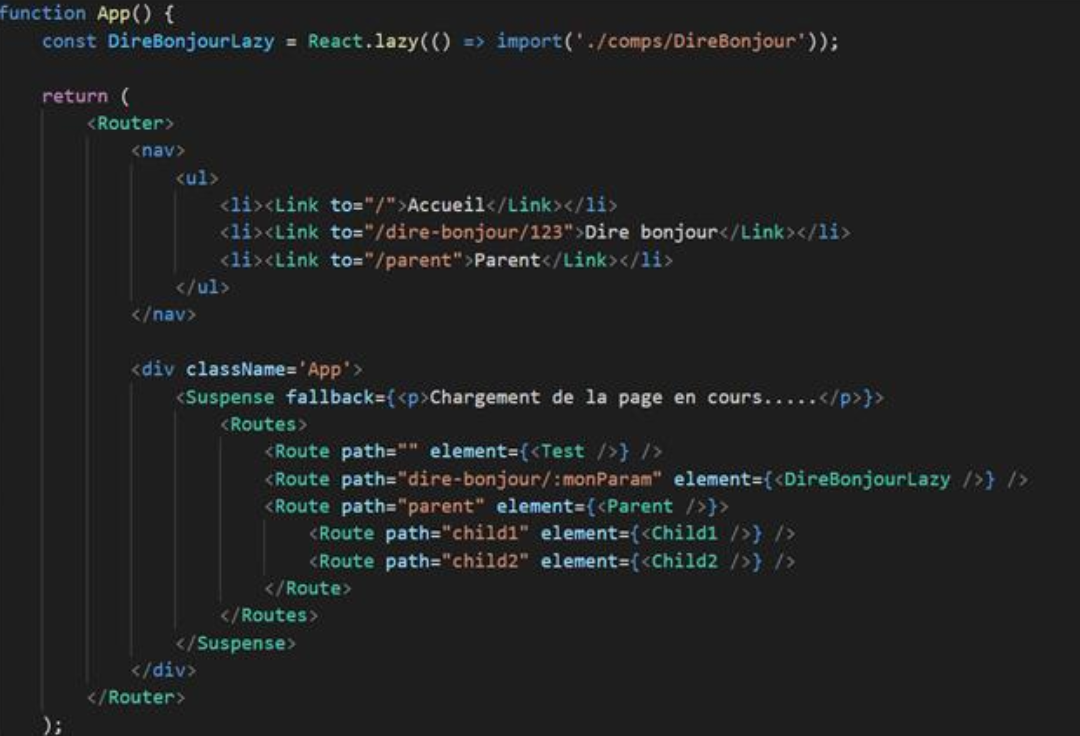 function App() {
    const DireBonjourLazy = React.lazy(() => import('./comps/DireBonjour'));

    return (
        <Router>
            <nav>
                <ul>
                    <li><Link to="/">Accueil</Link></li>
                    <li><Link to="/dire-bonjour/123">Dire bonjour</Link></li>
                    <li><Link to="/parent">Parent</Link></li>
                </ul>
            </nav>

            <div className='App'>
                <Suspense fallback={<p>Chargement de la page en cours.....</p>}>
                    <Routes>
                        <Route path="" element={<Test />} />
                        <Route path="dire-bonjour/:monParam" element={<DireBonjourLazy />} />
                        <Route path="parent" element={<Parent />}>
                            <Route path="child1" element={<Child1 />} />
                            <Route path="child2" element={<Child2 />} />
                        </Route>
                    </Routes>
                </Suspense>
            </div>
        </Router>
    );